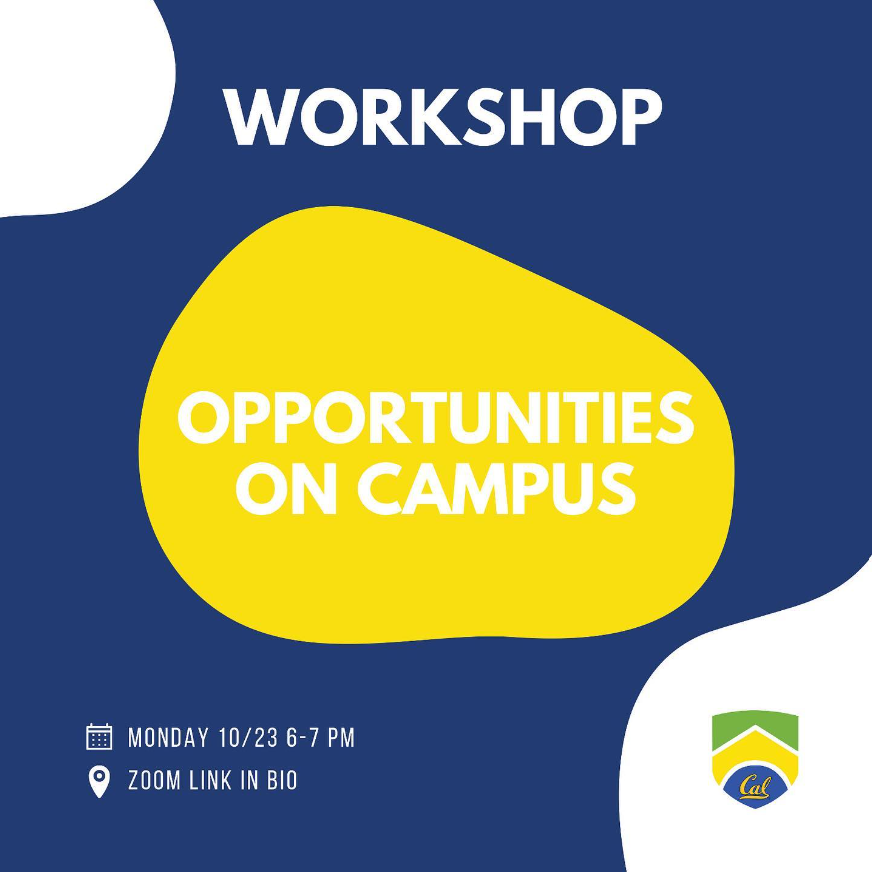 WORKSHOP
OPPORTUNITIES
ON CAMPUS
MONDAY 10/23 6-7 PM
ZOOM LINK IN BIO
Cal